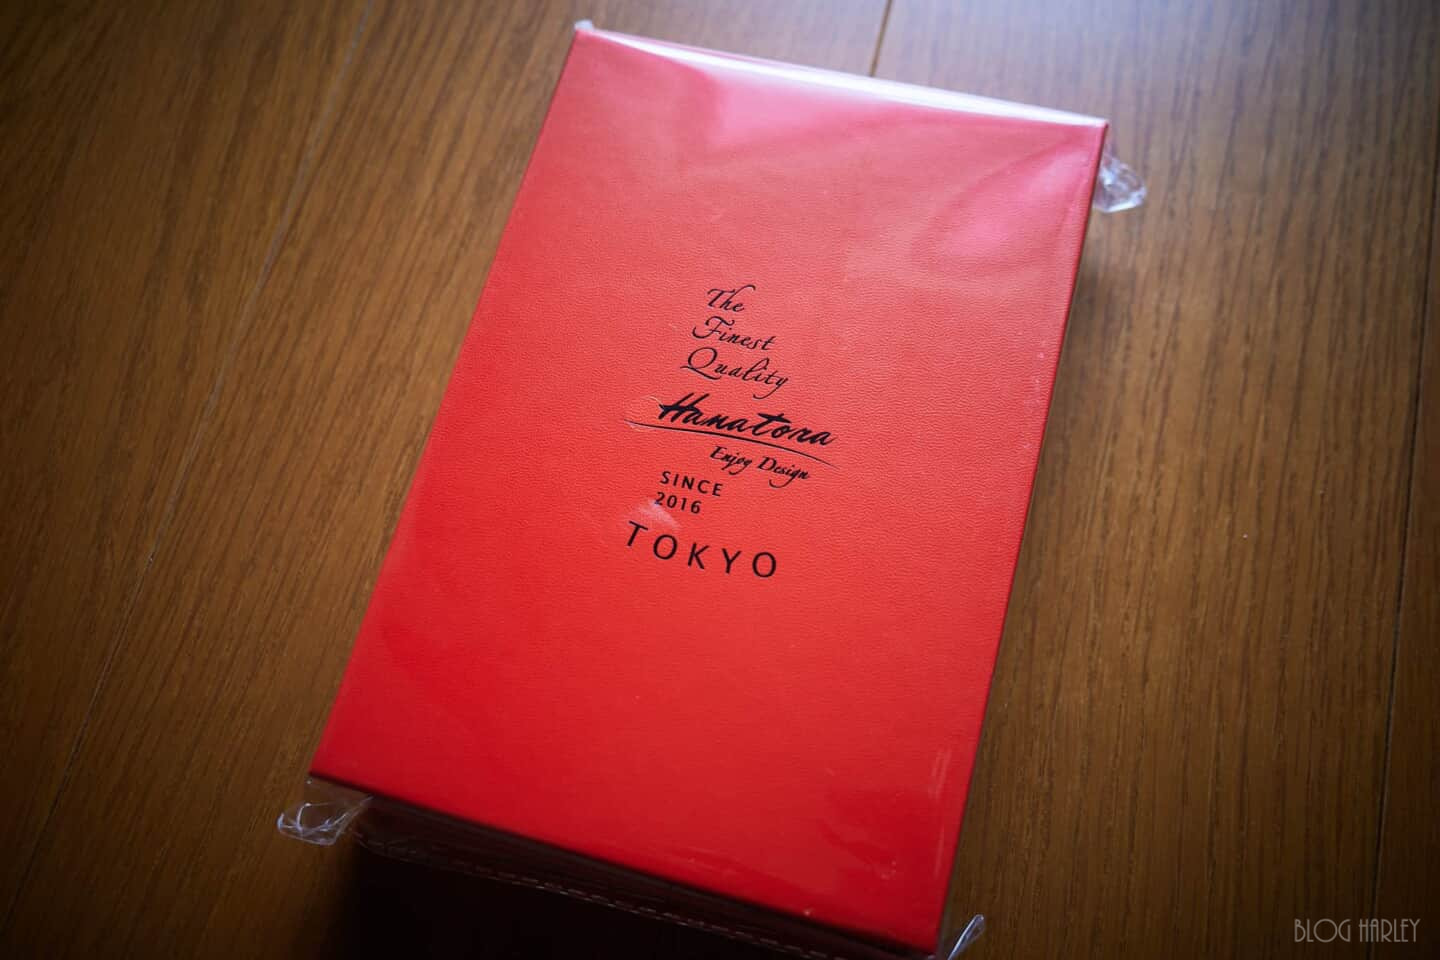 The
Finest
Quality
Hanatora
Enjoy Design
SINCE
2016
TOKYO
BLOG HARLEY